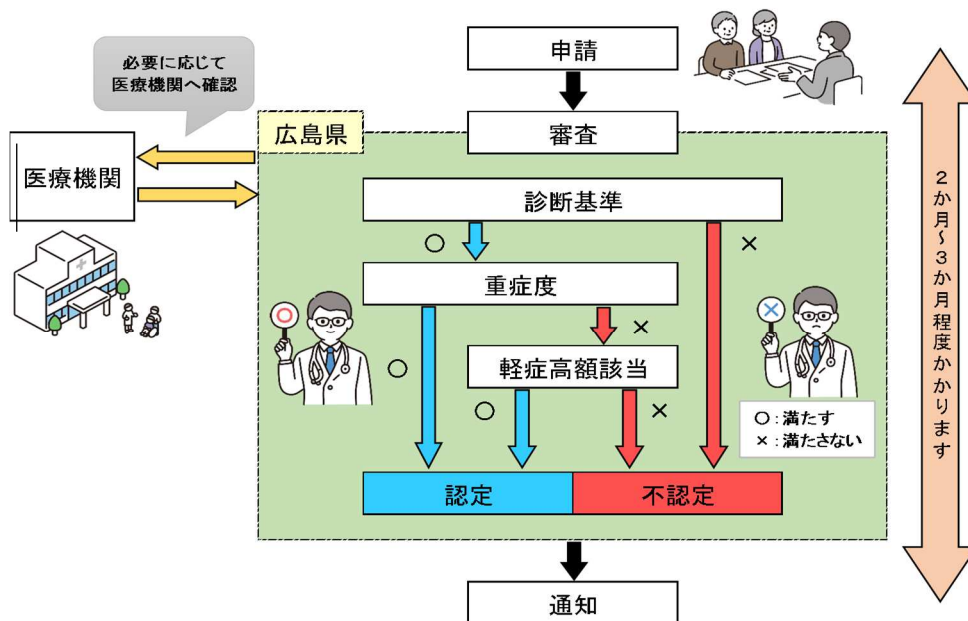 申請
必要に応じて
医療機関へ確認
広島県
審査
医療機関
診断基準
○
×
重症度
○
×
軽症高額該当
○
×
○:満たす
×:満たさない
認定
不認定
通知
2か月~3か月程度かかります